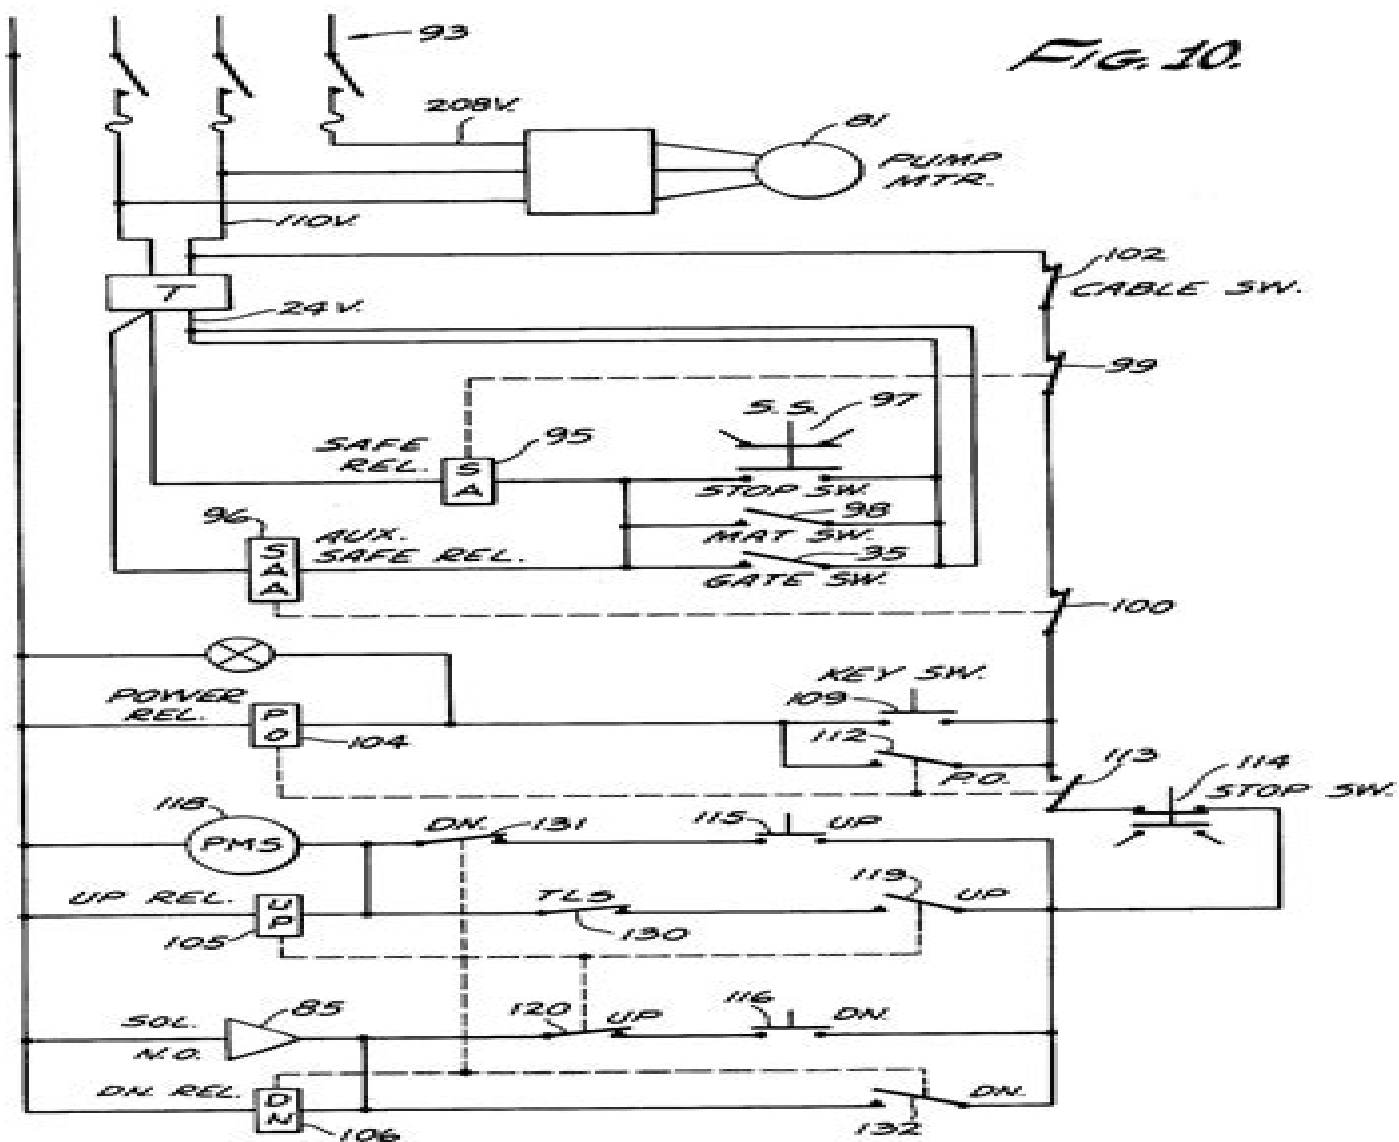 93
FIG. 10.
208V.
81
PUMP
MTR.
110V.
102
T
CABLE SW.
24V.
99
S.S.
97
SAFE
REL.
95
S
A
STOP SW.
96
98
AUX.
SAFE REL.
MAT SW.
35
S
A
A
GATE SW.
100
KEY SW.
POWER
REL.
109
P
O
104
112
P.O.
113
114
STOP SW.
118
PMS
DN.
131
115
UP
UP REL.
TLS
119
UP
U
P
105
130
85
SOL.
N.O.
120
UP
116
DN.
DN. REL.
D
N
DN.
106
132